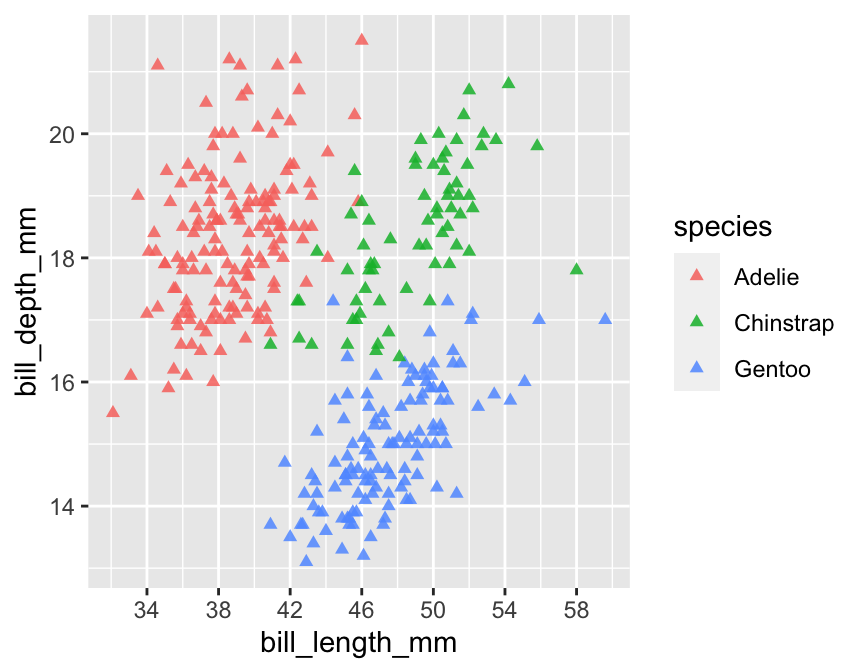 20
18
16
14
34 38 42 46 50 54 58
bill_length_mm
bill_depth_mm
species
Adelie
Chinstrap
Gentoo